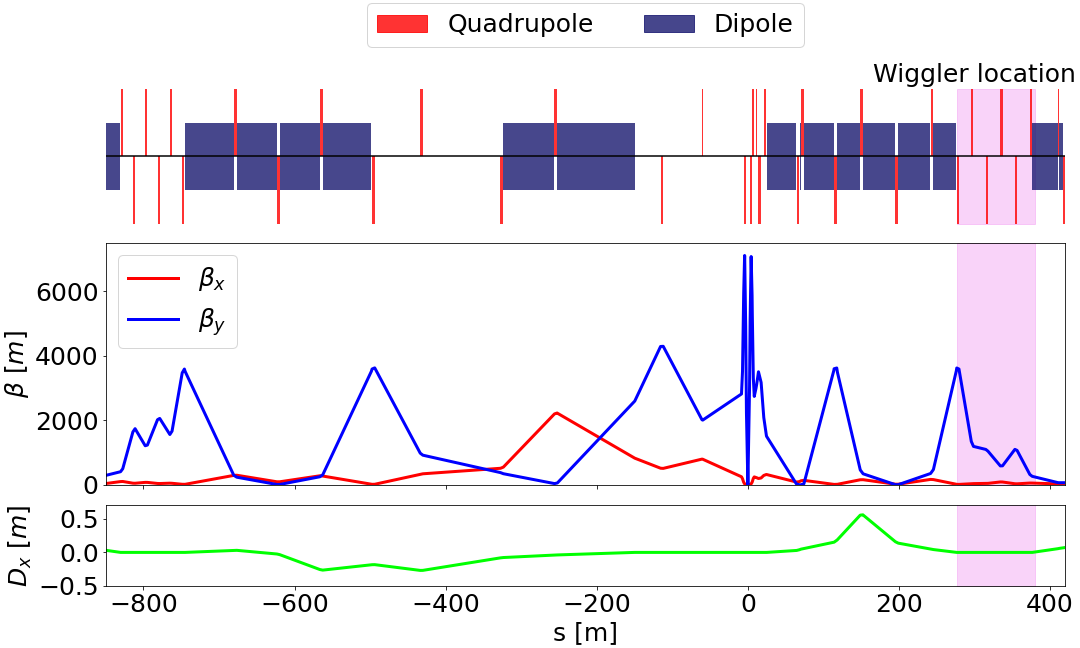 Quadrupole Dipole
Wiggler location
β [m]
6000
4000
2000
0
βx
βy
Dx [m]
0.5
0.0
−0.5
−800 −600 −400 −200 0 200 400
s [m]